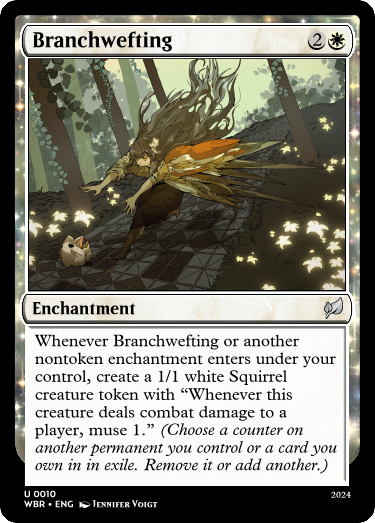 Branchwefting 2
Enchantment
Whenever Branchwefting or another
nontoken enchantment enters under your
control, create a 1/1 white Squirrel
creature token with “Whenever this
creature deals combat damage to a
player, muse 1.” (Choose a counter on
another permanent you control or a card you
own in in exile. Remove it or add another.)
U 0010 2024
WBR • ENG Jennifer Voigt